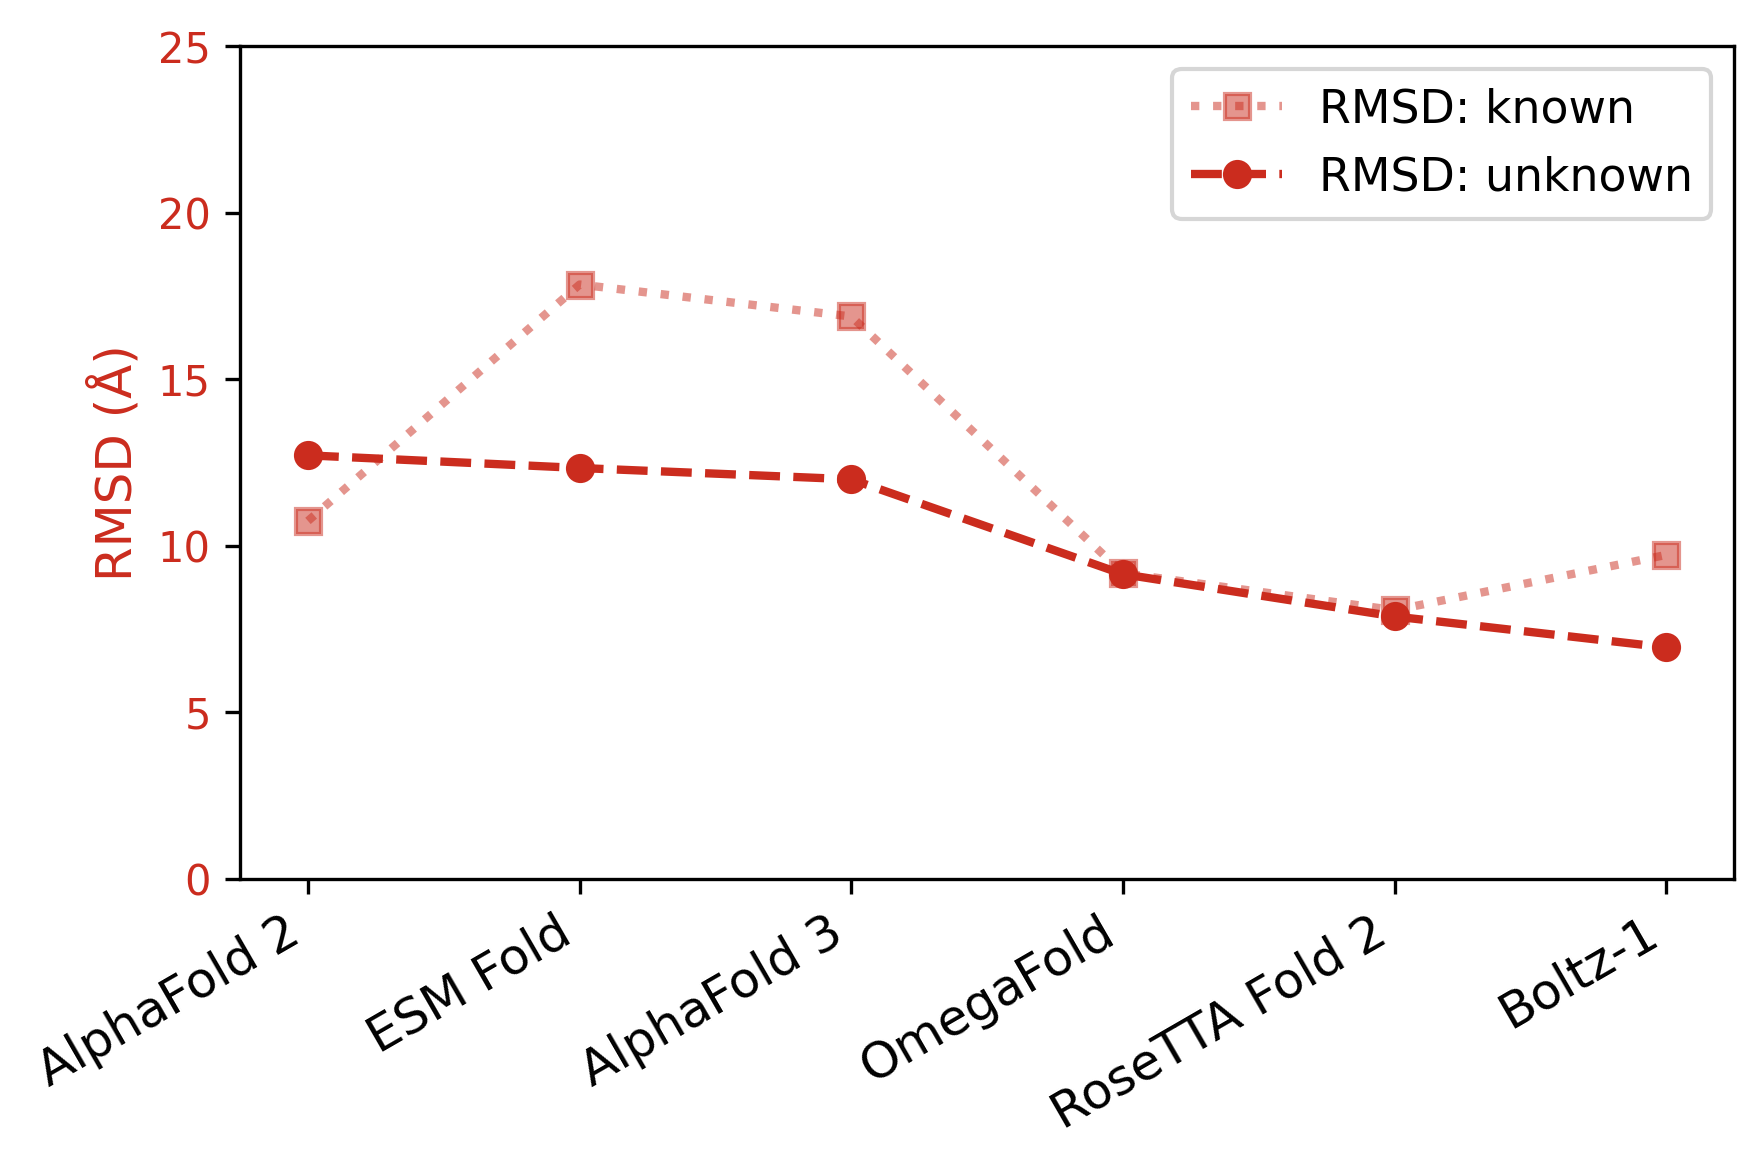 25
20
15
10
5
0
RMSD (Å)
RMSD: known
RMSD: unknown
AlphaFold 2
ESM Fold
AlphaFold 3
OmegaFold
RoseTTA Fold 2
Boltz-1